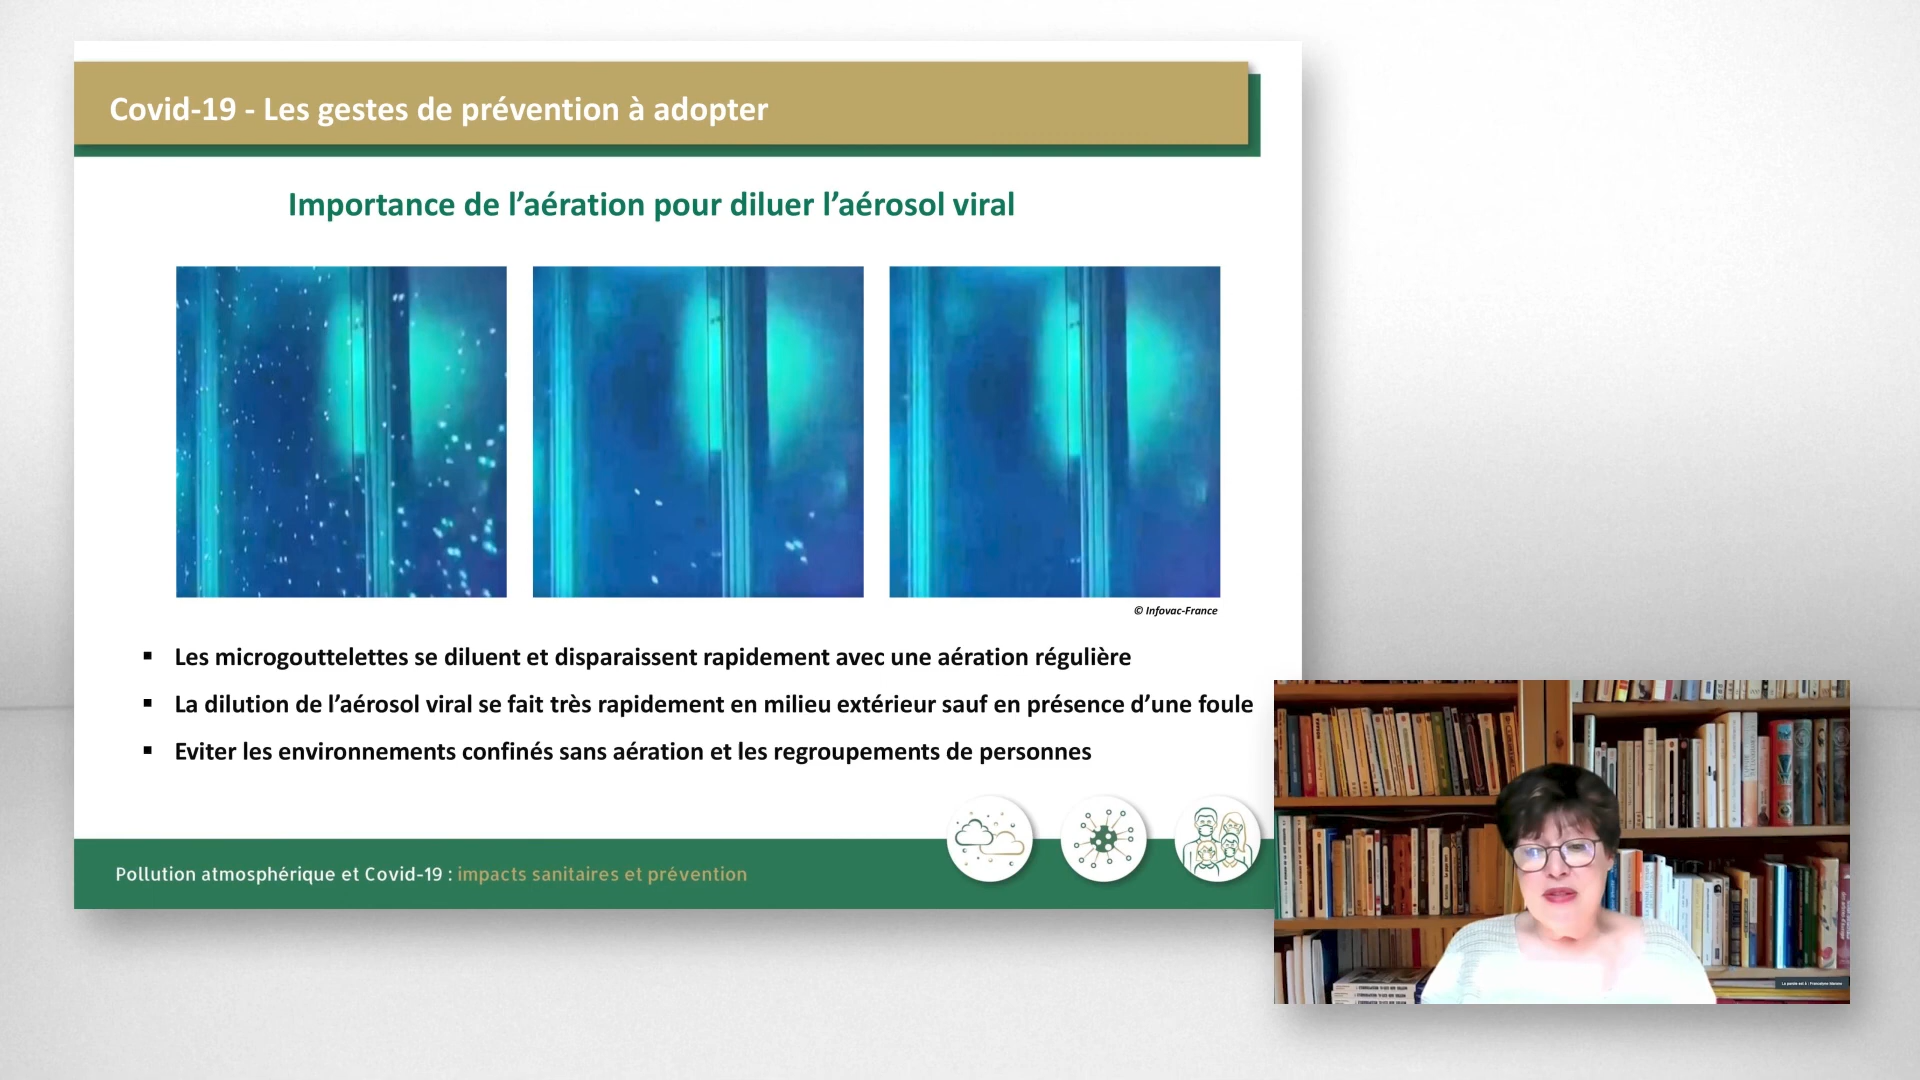 Covid-19 - Les gestes de prévention à adopter
Importance de l’aération pour diluer l’aérosol viral
© Infovac-France
▪ Les microgouttelettes se diluent et disparaissent rapidement avec une aération régulière
▪ La dilution de l’aérosol viral se fait très rapidement en milieu extérieur sauf en présence d’une foule
▪ Eviter les environnements confinés sans aération et les regroupements de personnes
Pollution atmosphérique et Covid-19 : impacts sanitaires et prévention